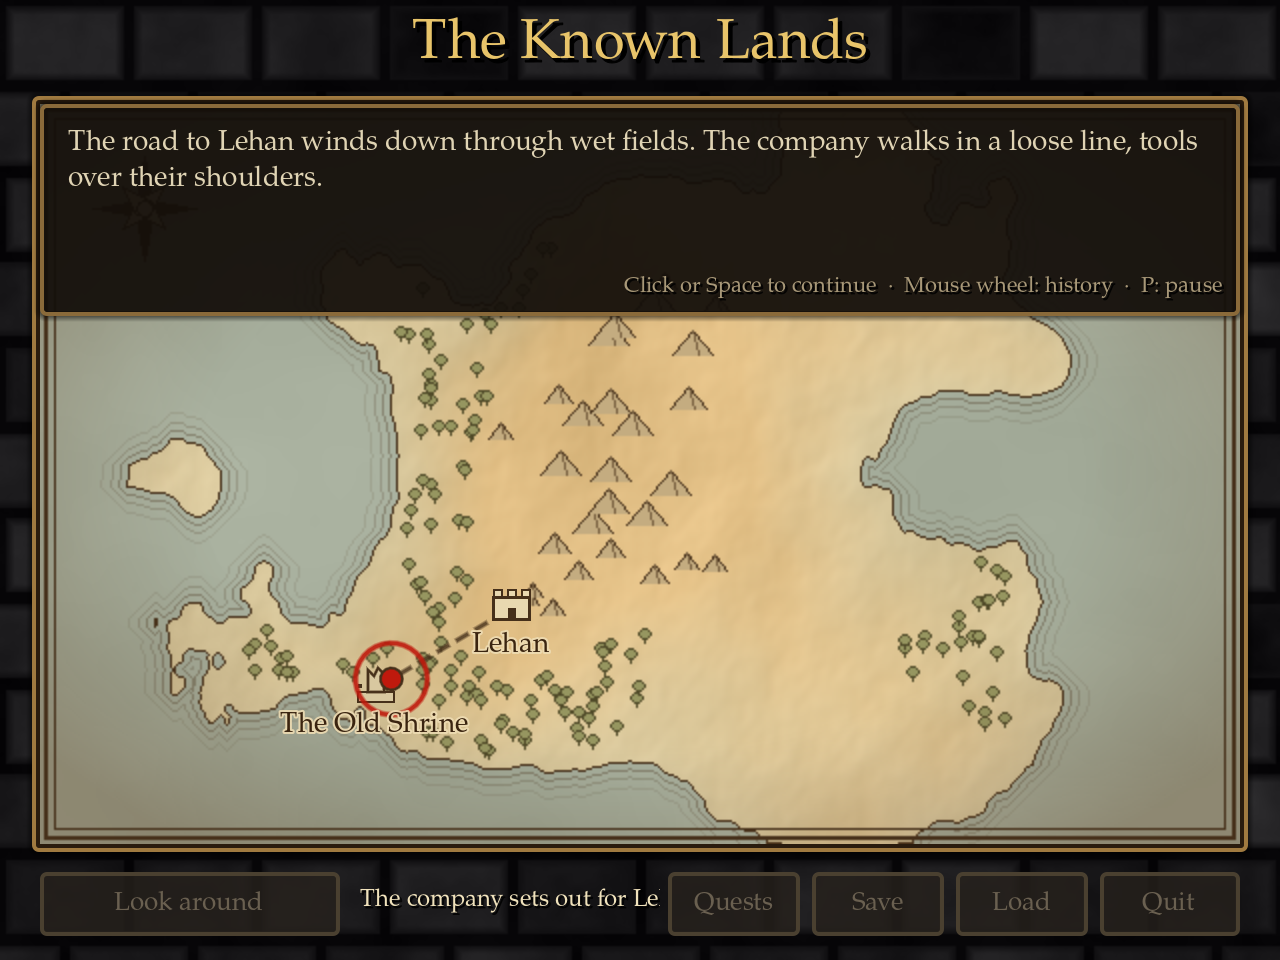 The Known Lands
The road to Lehan winds down through wet fields. The company walks in a loose line, tools
over their shoulders.
Click or Space to continue · Mouse wheel: history · P: pause
Lehan
The Old Shrine
Look around
The company sets out for Le
Quests
Save
Load
Quit